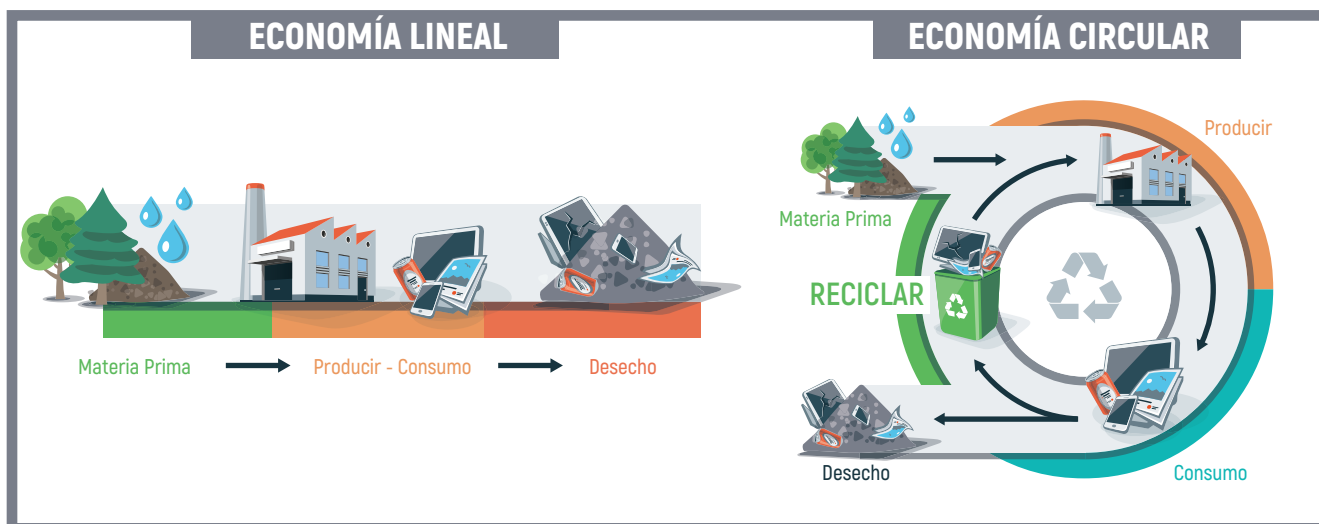 ECONOMÍA LINEAL
Materia Prima
Producir - Consumo
Desecho
ECONOMÍA CIRCULAR
Producir
Materia Prima
RECICLAR
Desecho
Consumo